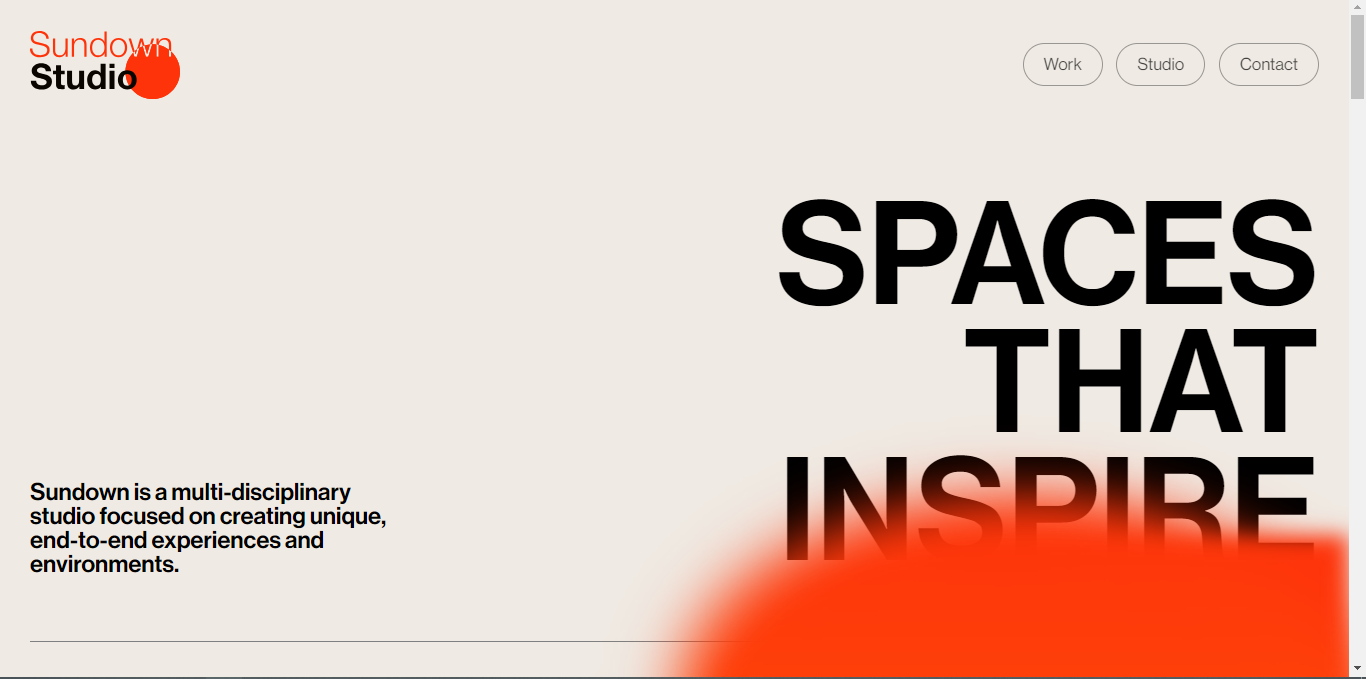 Sundown
Studio
Work
Studio
Contact
SPACES
THAT
INSPIRE
Sundown is a multi-disciplinary
studio focused on creating unique,
end-to-end experiences and
environments.